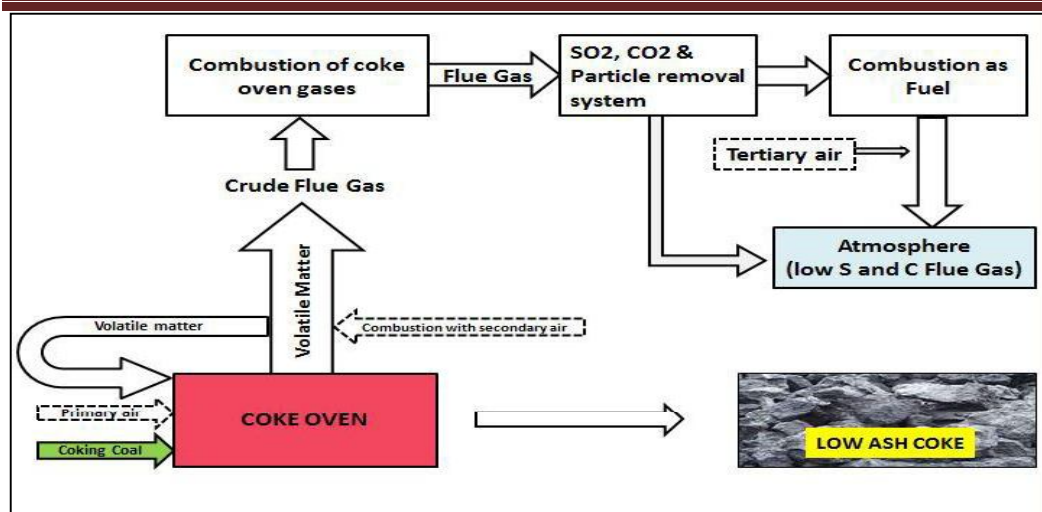 Combustion of coke
oven gases
Flue Gas
SO2, CO2 &
Particle removal
system
Combustion as
Fuel
Tertiary air
Crude Flue Gas
Atmosphere
(low S and C Flue Gas)
Volatile Matter
Volatile matter
Combustion with secondary air
Primary air
Coking Coal
COKE OVEN
LOW ASH COKE